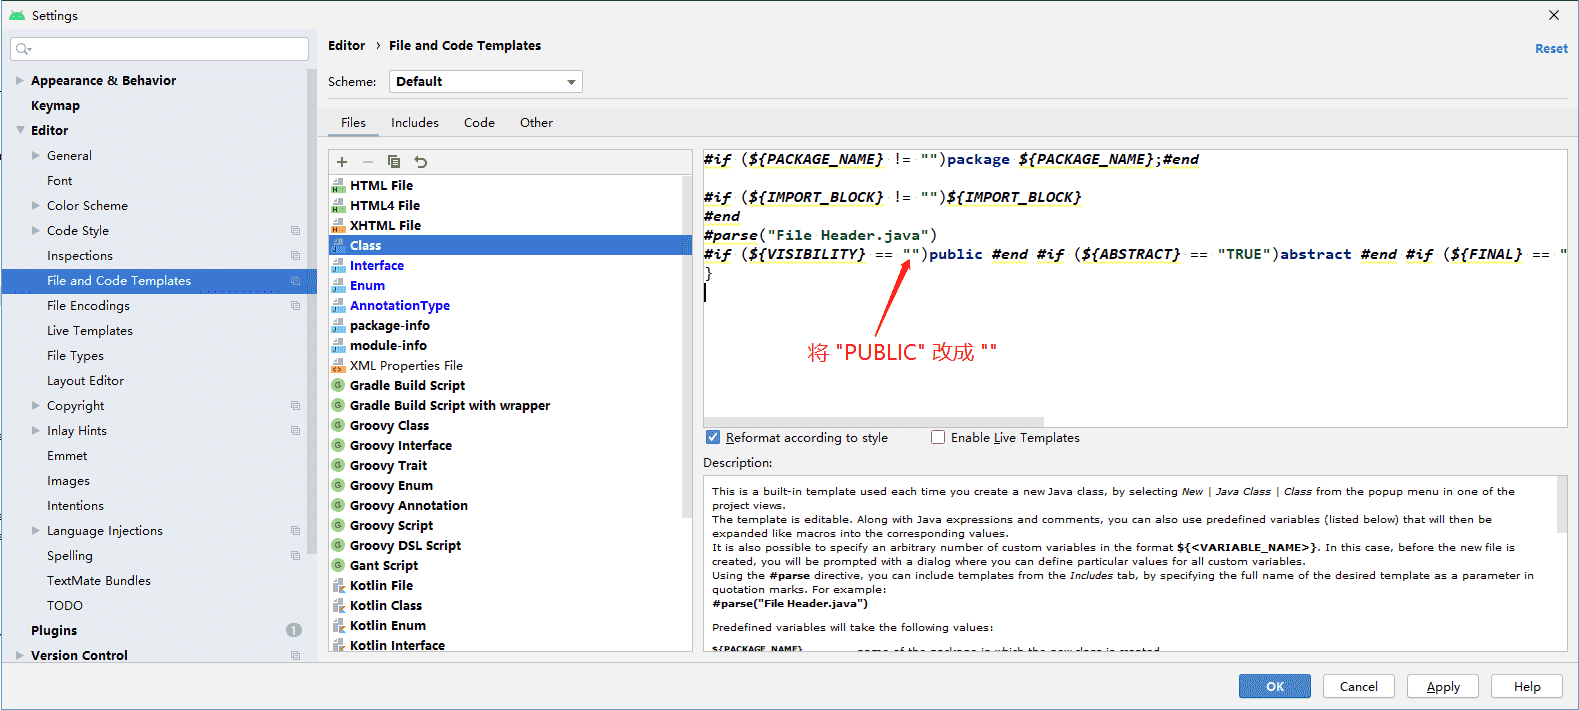 Settings
Editor › File and Code Templates
Reset
Scheme:
Default
Appearance & Behavior
Keymap
Editor
General
Font
Color Scheme
Code Style
Inspections
File and Code Templates
File Encodings
Live Templates
File Types
Layout Editor
Copyright
Inlay Hints
Emmet
Images
Intentions
Language Injections
Spelling
TextMate Bundles
TODO
Plugins 1
Version Control
Files Includes Code Other
HTML File
HTML4 File
XHTML File
Class
Interface
Enum
AnnotationType
package-info
module-info
XML Properties File
Gradle Build Script
Gradle Build Script with wrapper
Groovy Class
Groovy Interface
Groovy Trait
Groovy Enum
Groovy Annotation
Groovy Script
Groovy DSL Script
Gant Script
Kotlin File
Kotlin Class
Kotlin Enum
Kotlin Interface
#if (${PACKAGE_NAME} != "")package ${PACKAGE_NAME};#end
#if (${IMPORT_BLOCK} != "")${IMPORT_BLOCK}
#end
#parse("File Header.java")
#if (${VISIBILITY} == "")public #end #if (${ABSTRACT} == "TRUE")abstract #end #if (${FINAL} == "
}
将 "PUBLIC" 改成 ""
Reformat according to style
Enable Live Templates
Description:
This is a built-in template used each time you create a new Java class, by selecting New | Java Class | Class from the popup menu in one of the
project views.
The template is editable. Along with Java expressions and comments, you can also use predefined variables (listed below) that will then be
expanded like macros into the corresponding values.
It is also possible to specify an arbitrary number of custom variables in the format ${<VARIABLE_NAME>}. In this case, before the new file is
created, you will be prompted with a dialog where you can define particular values for all custom variables.
Using the #parse directive, you can include templates from the Includes tab, by specifying the full name of the desired template as a parameter in
quotation marks. For example:
#parse("File Header.java")
Predefined variables will take the following values:
${PACKAGE_NAME} name of the package in which the new class is created
OK Cancel Apply Help